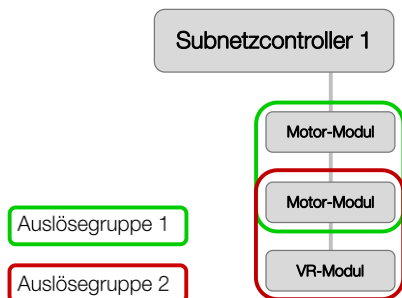 Subnetzcontroller 1
Motor-Modul
Motor-Modul
Auslösegruppe 1
VR-Modul
Auslösegruppe 2